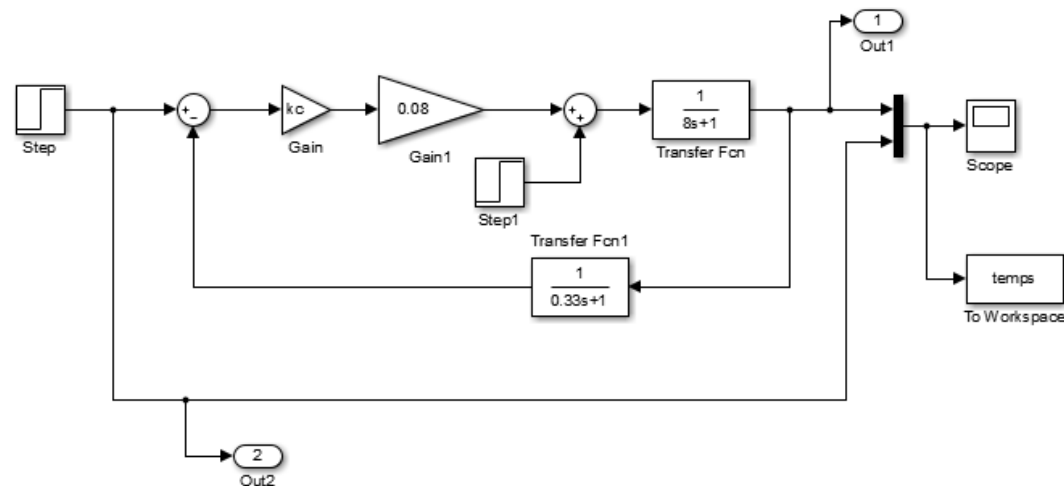 1
Out1
Step
+
−
kc
Gain
0.08
Gain1
+
+
Step1
1
8s+1
Transfer Fcn
Scope
Transfer Fcn1
1
0.33s+1
temps
To Workspace
2
Out2